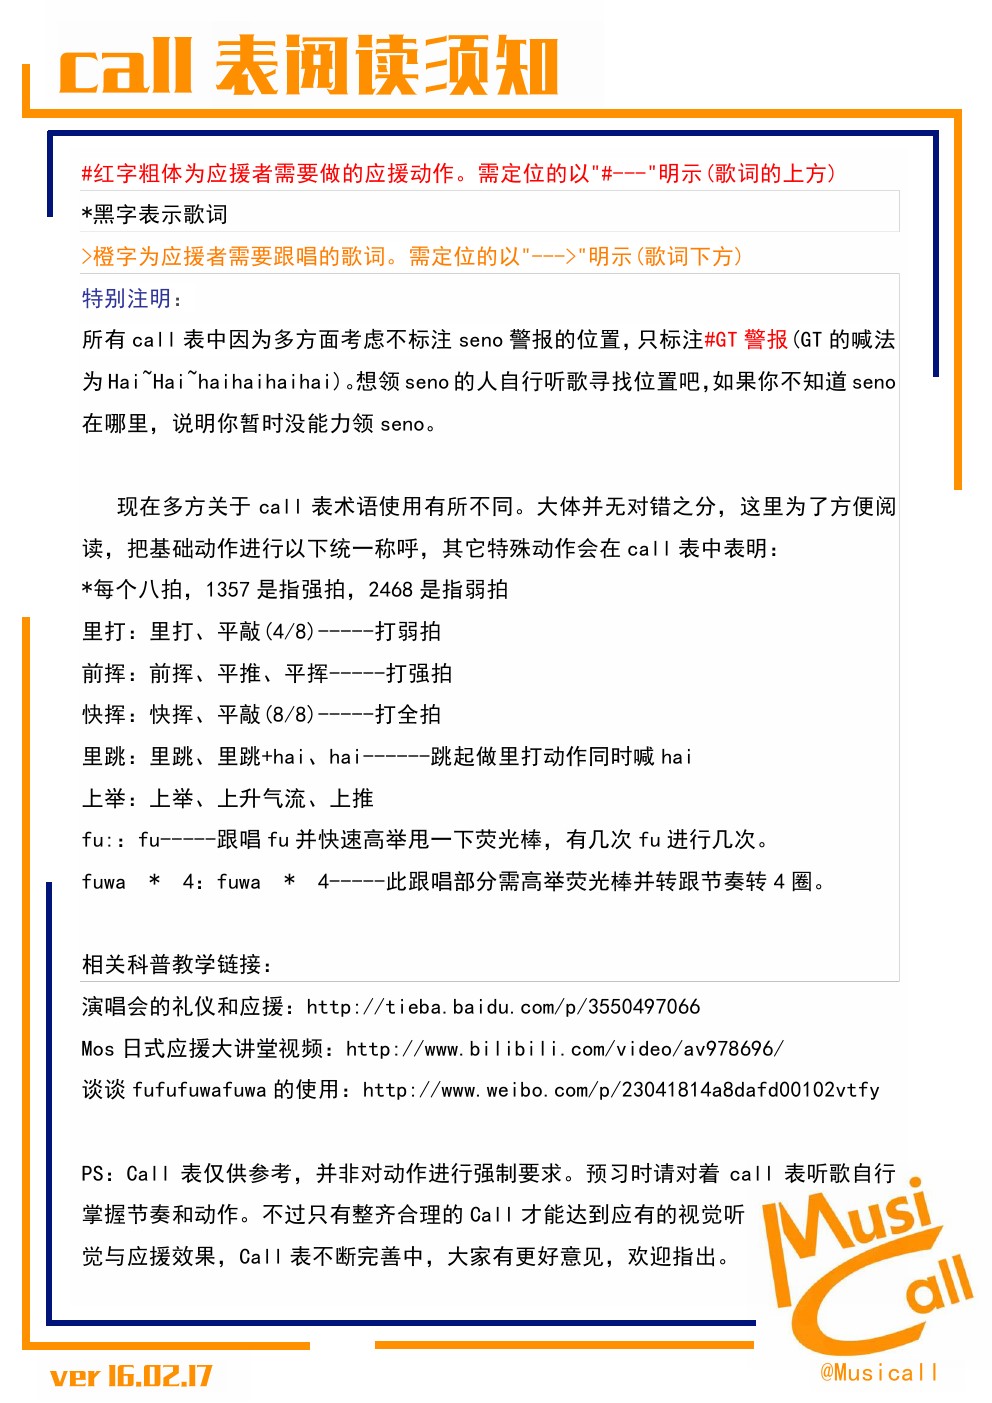 call 表阅读须知
#红字粗体为应援者需要做的应援动作。需定位的以"#---"明示(歌词的上方)
*黑字表示歌词
>橙字为应援者需要跟唱的歌词。需定位的以"--->"明示(歌词下方)
特别注明：
所有 call 表中因为多方面考虑不标注 seno 警报的位置，只标注#GT 警报(GT 的喊法
为Hai~Hai~haihaihaihai)。想领 seno 的人自行听歌寻找位置吧，如果你不知道 seno
在哪里，说明你暂时没能力领 seno。
现在多方关于 call 表术语使用有所不同。大体并无对错之分，这里为了方便阅
读，把基础动作进行以下统一称呼，其它特殊动作会在 call 表中表明：
*每个八拍，1357 是指强拍，2468 是指弱拍
里打：里打、平敲(4/8)-----打弱拍
前挥：前挥、平推、平挥-----打强拍
快挥：快挥、平敲(8/8)-----打全拍
里跳：里跳、里跳+hai、hai------跳起做里打动作同时喊 hai
上举：上举、上升气流、上推
fu:：fu-----跟唱 fu 并快速高举甩一下荧光棒，有几次 fu 进行几次。
fuwa * 4：fuwa * 4-----此跟唱部分需高举荧光棒并转跟节奏转 4 圈。
相关科普教学链接：
演唱会的礼仪和应援：http://tieba.baidu.com/p/3550497066
Mos 日式应援大讲堂视频：http://www.bilibili.com/video/av978696/
谈谈 fufufuwafuwa 的使用：http://www.weibo.com/p/23041814a8dafd00102vtfy
PS：Call 表仅供参考，并非对动作进行强制要求。预习时请对着 call 表听歌自行
掌握节奏和动作。不过只有整齐合理的 Call 才能达到应有的视觉听
觉与应援效果，Call 表不断完善中，大家有更好意见，欢迎指出。
Musi
Call
@Musicall
ver 16.02.17